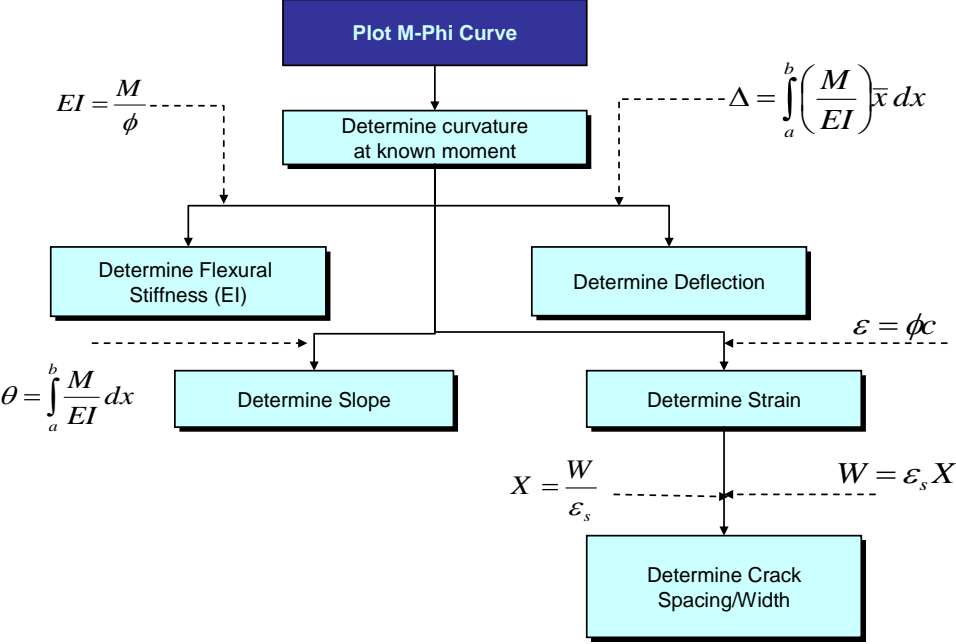 Plot M-Phi Curve
EI = M/ϕ
Δ = ∫_a^b (M/EI) x̄ dx
Determine curvature
at known moment
Determine Flexural
Stiffness (EI)
Determine Deflection
ε = ϕc
θ = ∫_a^b M/EI dx
Determine Slope
Determine Strain
X = W/ε_s
W = ε_s X
Determine Crack
Spacing/Width